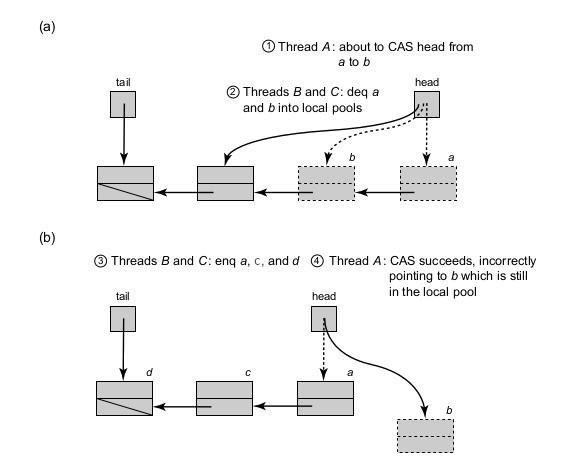 (a)
① Thread A: about to CAS head from
a to b
tail
② Threads B and C: deq a
and b into local pools
head
b
a
(b)
③ Threads B and C: enq a, c, and d
④ Thread A: CAS succeeds, incorrectly
pointing to b which is still
in the local pool
tail
head
d
c
a
b